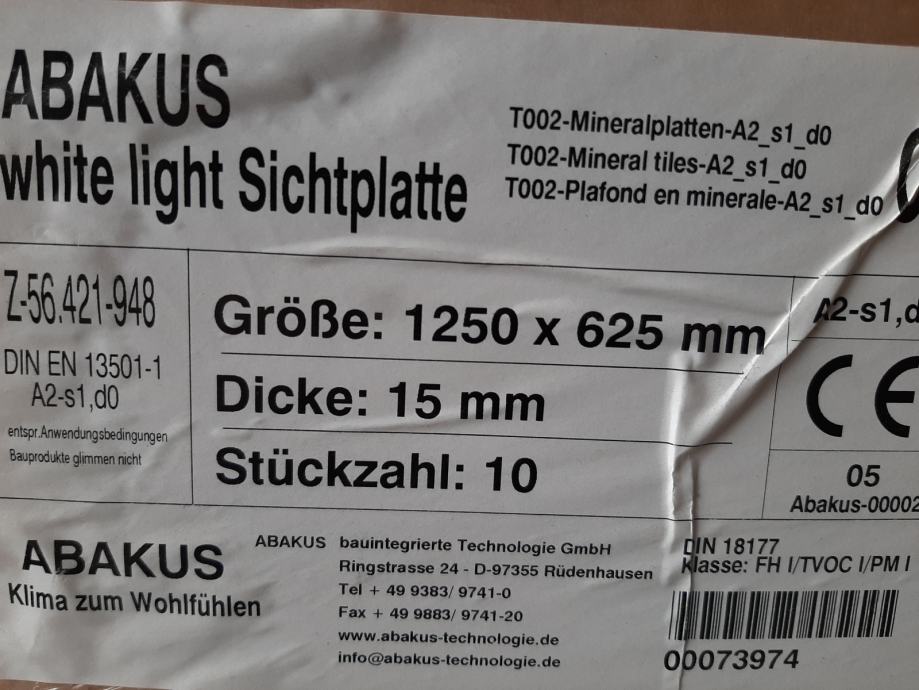 ABAKUS
white light Sichtplatte
T002-Mineralplatten-A2_s1_d0
T002-Mineral tiles-A2_s1_d0
T002-Plafond en minerale-A2_s1_d0
Z-56.421-948
DIN EN 13501-1
A2-s1,d0
entspr.Anwendungsbedingungen
Bauprodukte glimmen nicht
Größe: 1250 x 625 mm
Dicke: 15 mm
Stückzahl: 10
A2-s1,d
CE
05
Abakus-00002
ABAKUS
Klima zum Wohlfühlen
ABAKUS bauintegrierte Technologie GmbH
Ringstrasse 24 - D-97355 Rüdenhausen
Tel + 49 9383/ 9741-0
Fax + 49 9883/ 9741-20
www.abakus-technologie.de
info@abakus-technologie.de
DIN 18177
Klasse: FH I/TVOC I/PM I
00073974